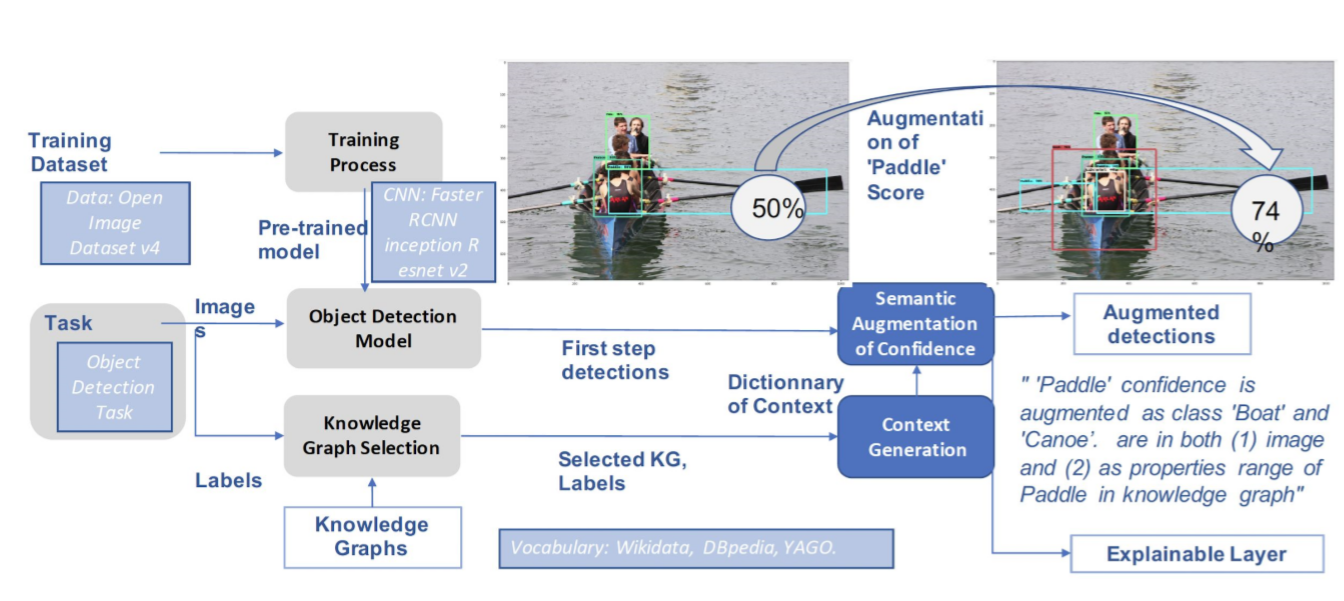 Training
Dataset
Data: Open
Image
Dataset v4
Training
Process
Pre-trained
model
CNN: Faster
RCNN
inception R
esnet v2
50%
Augmentati
on of
'Paddle'
Score
74
%
Task
Object
Detection
Task
Image
s
Labels
Object Detection
Model
First step
detections
Knowledge
Graph Selection
Selected KG,
Labels
Knowledge
Graphs
Vocabulary: Wikidata, DBpedia, YAGO.
Semantic
Augmentation
of Confidence
Dictionnary
of Context
Context
Generation
Augmented
detections
" 'Paddle' confidence is
augmented as class 'Boat' and
'Canoe'. are in both (1) image
and (2) as properties range of
Paddle in knowledge graph"
Explainable Layer